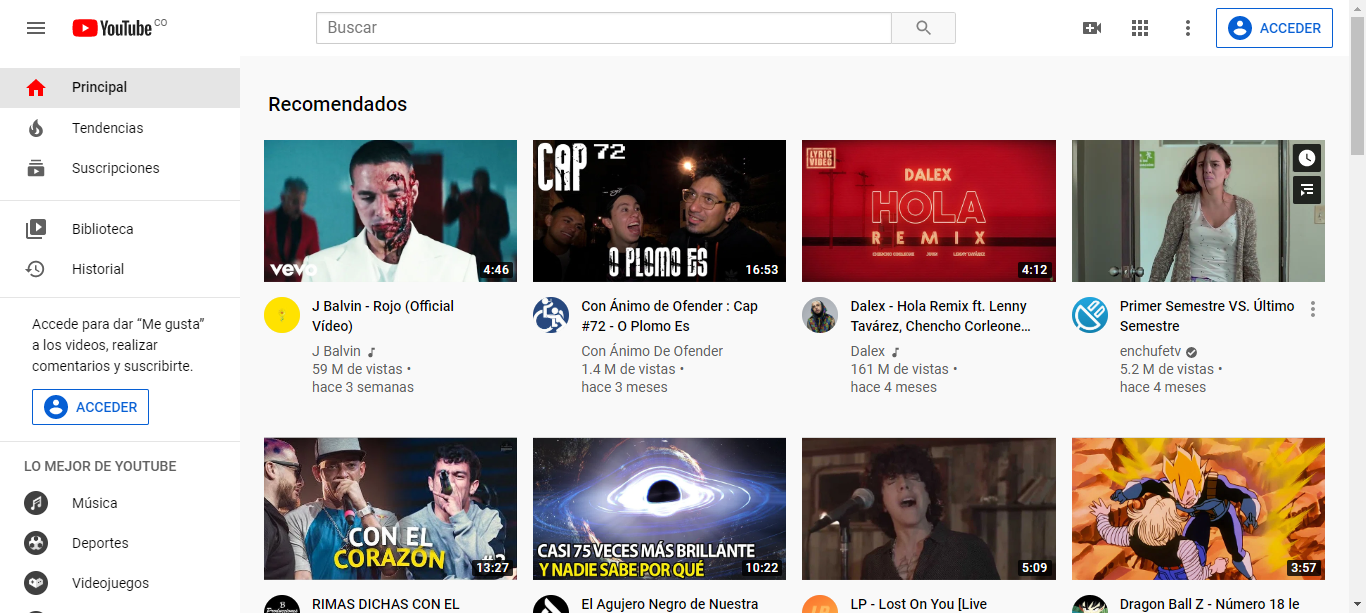 YouTube CO
Buscar
ACCEDER
Principal
Tendencias
Suscripciones
Biblioteca
Historial
Accede para dar “Me gusta”
a los videos, realizar
comentarios y suscribirte.
ACCEDER
LO MEJOR DE YOUTUBE
Música
Deportes
Videojuegos
Recomendados
vevo
4:46
J Balvin - Rojo (Official
Vídeo)
J Balvin
59 M de vistas •
hace 3 semanas
CAP 72
O PLOMO ES
16:53
Con Ánimo de Ofender : Cap
#72 - O Plomo Es
Con Ánimo De Ofender
1.4 M de vistas •
hace 3 meses
LYRIC
VIDEO
DALEX
HOLA
REMIX
CHENCHO CORLEONE JUHN LENNY TAVÁREZ
4:12
Dalex - Hola Remix ft. Lenny
Tavárez, Chencho Corleone...
Dalex
161 M de vistas •
hace 4 meses
Primer Semestre VS. Último
Semestre
enchufetv
5.2 M de vistas •
hace 4 meses
CON EL
CORAZÓN
#2
13:27
RIMAS DICHAS CON EL
CASI 75 VECES MÁS BRILLANTE
Y NADIE SABE POR QUÉ
10:22
El Agujero Negro de Nuestra
5:09
LP - Lost On You [Live
3:57
Dragon Ball Z - Número 18 le